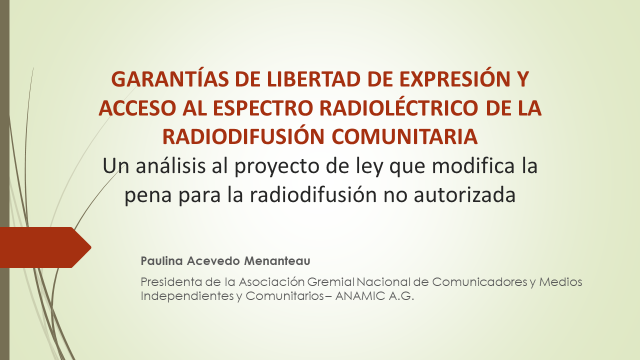 GARANTÍAS DE LIBERTAD DE EXPRESIÓN Y
ACCESO AL ESPECTRO RADIOLÉCTRICO DE LA
RADIODIFUSIÓN COMUNITARIA
Un análisis al proyecto de ley que modifica la
pena para la radiodifusión no autorizada
Paulina Acevedo Menanteau
Presidenta de la Asociación Gremial Nacional de Comunicadores y Medios
Independientes y Comunitarios – ANAMIC A.G.